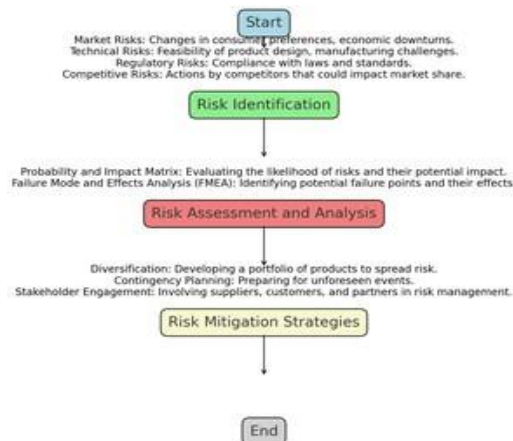 Start
Market Risks: Changes in consumer preferences, economic downturns.
Technical Risks: Feasibility of product design, manufacturing challenges.
Regulatory Risks: Compliance with laws and standards.
Competitive Risks: Actions by competitors that could impact market share.
Risk Identification
Probability and Impact Matrix: Evaluating the likelihood of risks and their potential impact.
Failure Mode and Effects Analysis (FMEA): Identifying potential failure points and their effects
Risk Assessment and Analysis
Diversification: Developing a portfolio of products to spread risk.
Contingency Planning: Preparing for unforeseen events.
Stakeholder Engagement: Involving suppliers, customers, and partners in risk management.
Risk Mitigation Strategies
End